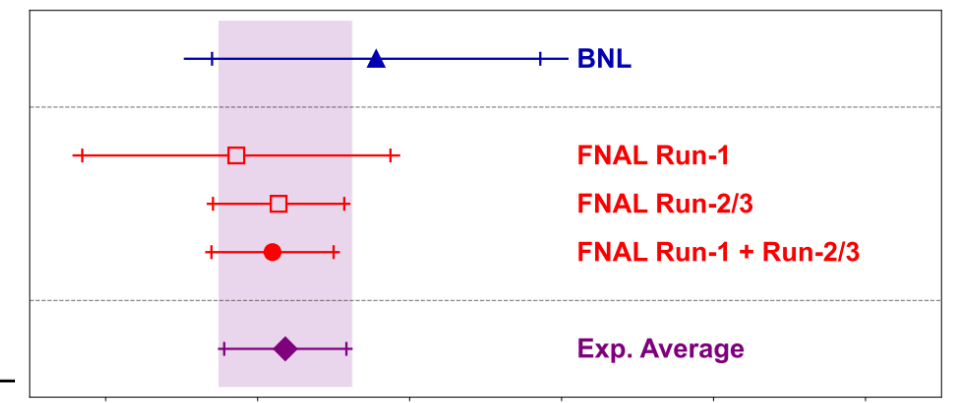 BNL
FNAL Run-1
FNAL Run-2/3
FNAL Run-1 + Run-2/3
Exp. Average